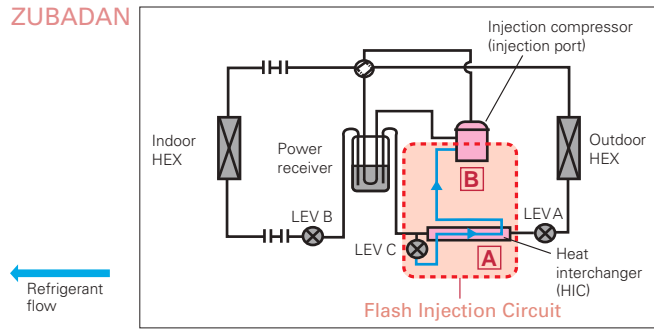 ZUBADAN
Injection compressor
(injection port)
Indoor
HEX
Power
receiver
Outdoor
HEX
B
LEV B
LEV A
LEV C
A
Heat
interchanger
(HIC)
Refrigerant
flow
Flash Injection Circuit